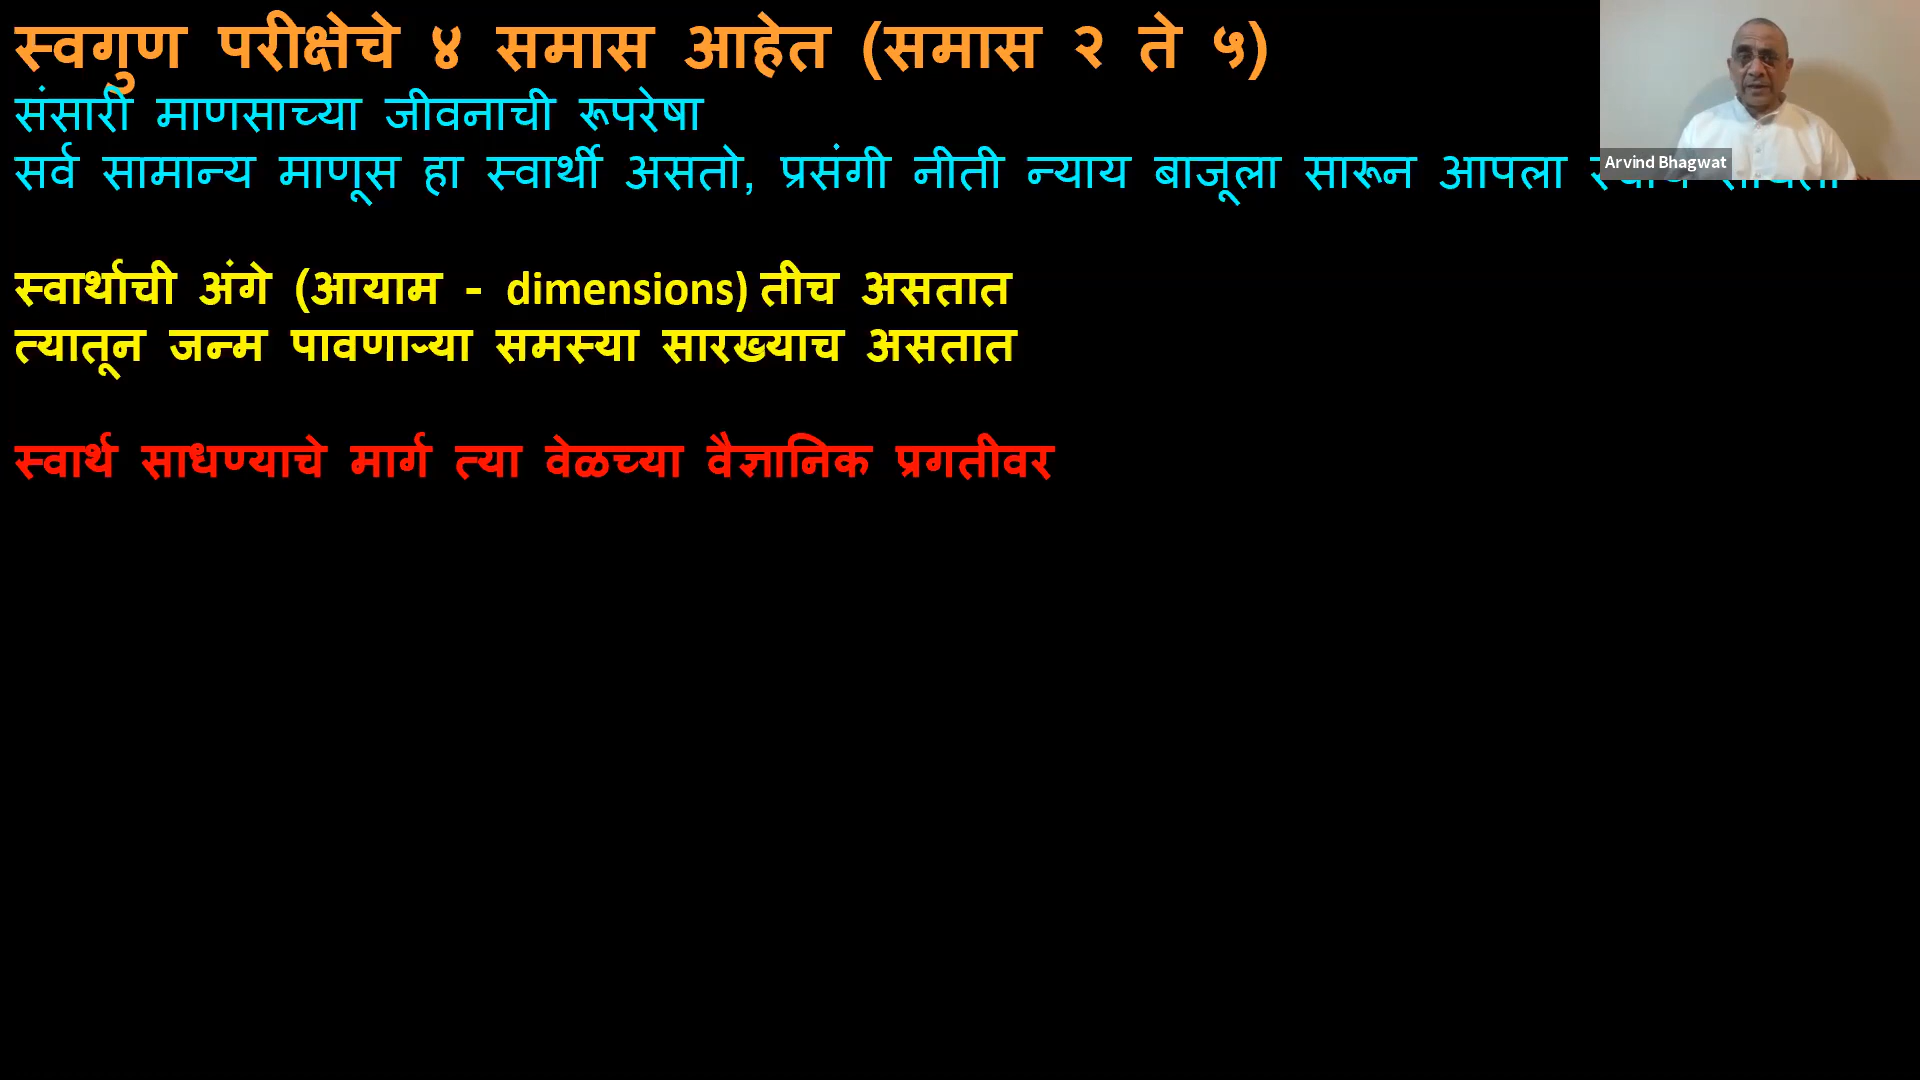 स्वगुण परीक्षेचे ४ समास आहेत (समास २ ते ५)
संसारी माणसाच्या जीवनाची रूपरेषा
सर्व सामान्य माणूस हा स्वार्थी असतो, प्रसंगी नीती न्याय बाजूला सारून आपला
Arvind Bhagwat
स्वार्थाची अंगे (आयाम - dimensions) तीच असतात
त्यातून जन्म पावणाऱ्या समस्या सारख्याच असतात
स्वार्थ साधण्याचे मार्ग त्या वेळच्या वैज्ञानिक प्रगतीवर